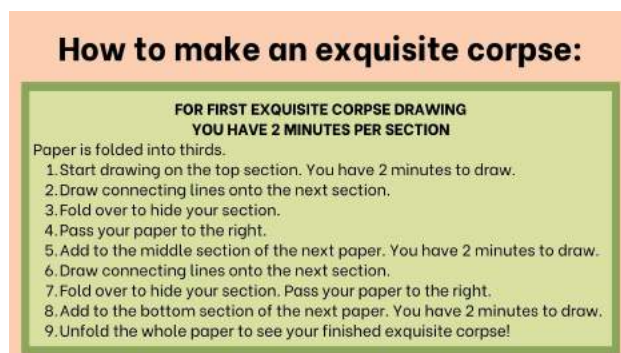 How to make an exquisite corpse:
FOR FIRST EXQUISITE CORPSE DRAWING
YOU HAVE 2 MINUTES PER SECTION
Paper is folded into thirds.
1.Start drawing on the top section. You have 2 minutes to draw.
2.Draw connecting lines onto the next section.
3.Fold over to hide your section.
4.Pass your paper to the right.
5.Add to the middle section of the next paper. You have 2 minutes to draw.
6.Draw connecting lines onto the next section.
7.Fold over to hide your section. Pass your paper to the right.
8.Add to the bottom section of the next paper. You have 2 minutes to draw.
9.Unfold the whole paper to see your finished exquisite corpse!